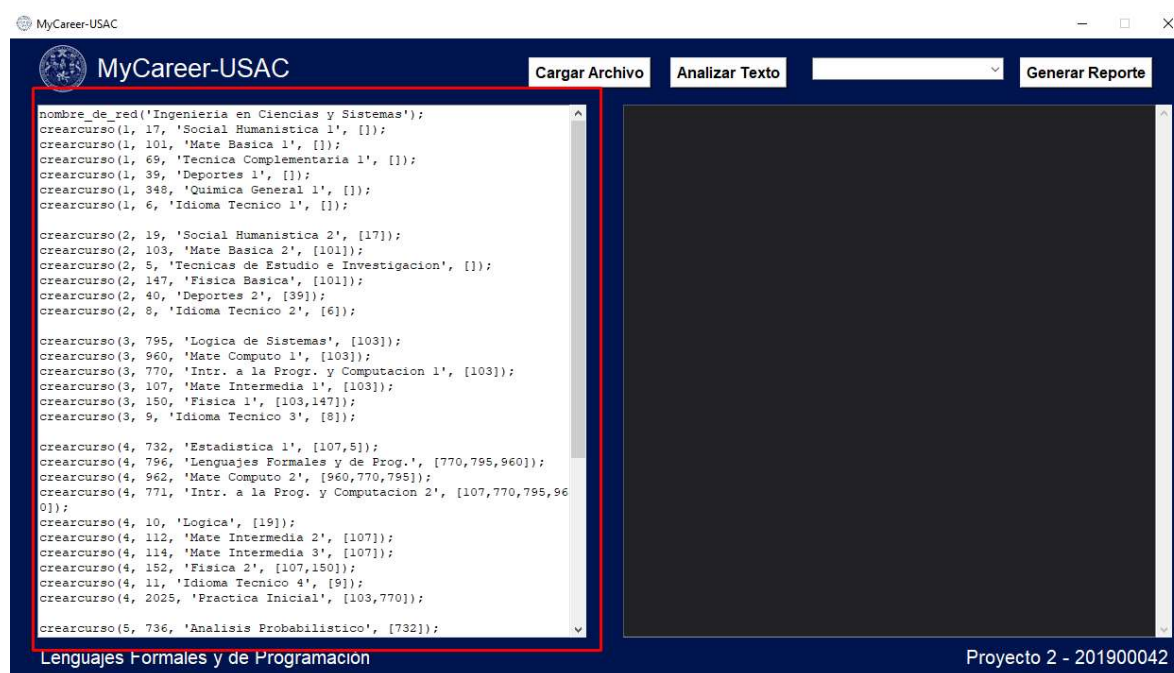 MyCareer-USAC
MyCareer-USAC
Cargar Archivo
Analizar Texto
Generar Reporte
nombre_de_red('Ingenieria en Ciencias y Sistemas');
crearcurso(1, 17, 'Social Humanistica 1', []);
crearcurso(1, 101, 'Mate Basica 1', []);
crearcurso(1, 69, 'Tecnica Complementaria 1', []);
crearcurso(1, 39, 'Deportes 1', []);
crearcurso(1, 348, 'Quimica General 1', []);
crearcurso(1, 6, 'Idioma Tecnico 1', []);
crearcurso(2, 19, 'Social Humanistica 2', [17]);
crearcurso(2, 103, 'Mate Basica 2', [101]);
crearcurso(2, 5, 'Tecnicas de Estudio e Investigacion', []);
crearcurso(2, 147, 'Fisica Basica', [101]);
crearcurso(2, 40, 'Deportes 2', [39]);
crearcurso(2, 8, 'Idioma Tecnico 2', [6]);
crearcurso(3, 795, 'Logica de Sistemas', [103]);
crearcurso(3, 960, 'Mate Computo 1', [103]);
crearcurso(3, 770, 'Intr. a la Progr. y Computacion 1', [103]);
crearcurso(3, 107, 'Mate Intermedia 1', [103]);
crearcurso(3, 150, 'Fisica 1', [103,147]);
crearcurso(3, 9, 'Idioma Tecnico 3', [8]);
crearcurso(4, 732, 'Estadistica 1', [107,5]);
crearcurso(4, 796, 'Lenguajes Formales y de Prog.', [770,795,960]);
crearcurso(4, 962, 'Mate Computo 2', [960,770,795]);
crearcurso(4, 771, 'Intr. a la Prog. y Computacion 2', [107,770,795,96
0]);
crearcurso(4, 10, 'Logica', [19]);
crearcurso(4, 112, 'Mate Intermedia 2', [107]);
crearcurso(4, 114, 'Mate Intermedia 3', [107]);
crearcurso(4, 152, 'Fisica 2', [107,150]);
crearcurso(4, 11, 'Idioma Tecnico 4', [9]);
crearcurso(4, 2025, 'Practica Inicial', [103,770]);
crearcurso(5, 736, 'Analisis Probabilistico', [732]);
Lenguajes Formales y de Programación
Proyecto 2 - 201900042